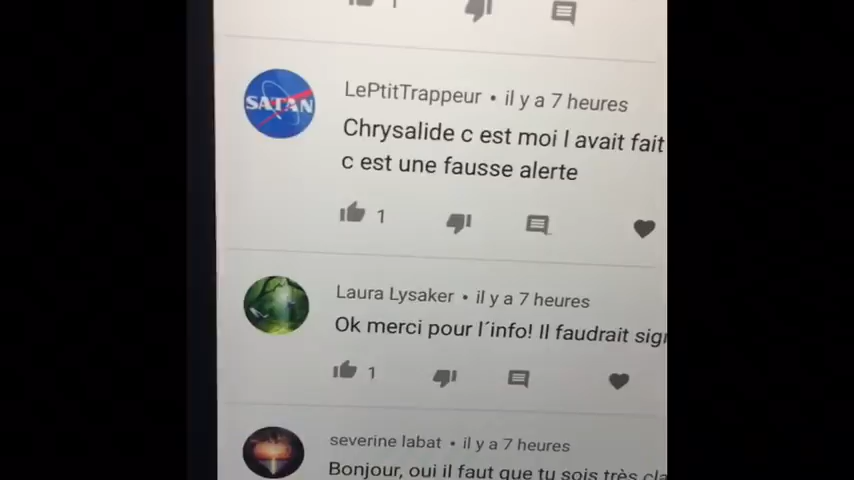 1
SATAN
LePtitTrappeur • il y a 7 heures
Chrysalide c est moi l avait fait
c est une fausse alerte
1
Laura Lysaker • il y a 7 heures
Ok merci pour l´info! Il faudrait
1
severine labat • il y a 7 heures
Bonjour, oui il faut que tu sois très